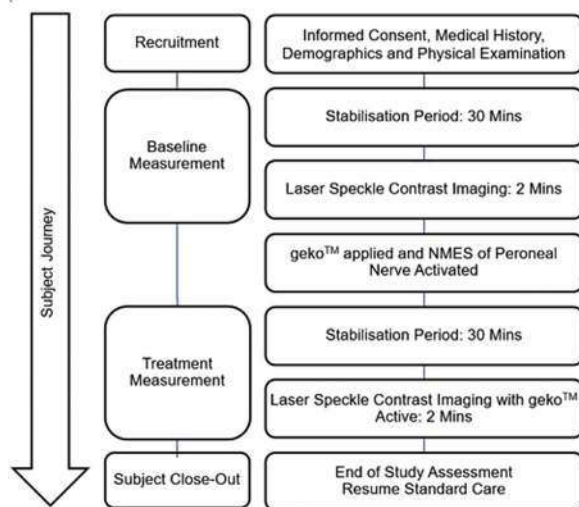 Subject Journey
Recruitment
Informed Consent, Medical History,
Demographics and Physical Examination
Baseline
Measurement
Stabilisation Period: 30 Mins
Laser Speckle Contrast Imaging: 2 Mins
geko™ applied and NMES of Peroneal
Nerve Activated
Treatment
Measurement
Stabilisation Period: 30 Mins
Laser Speckle Contrast Imaging with geko™
Active: 2 Mins
Subject Close-Out
End of Study Assessment
Resume Standard Care